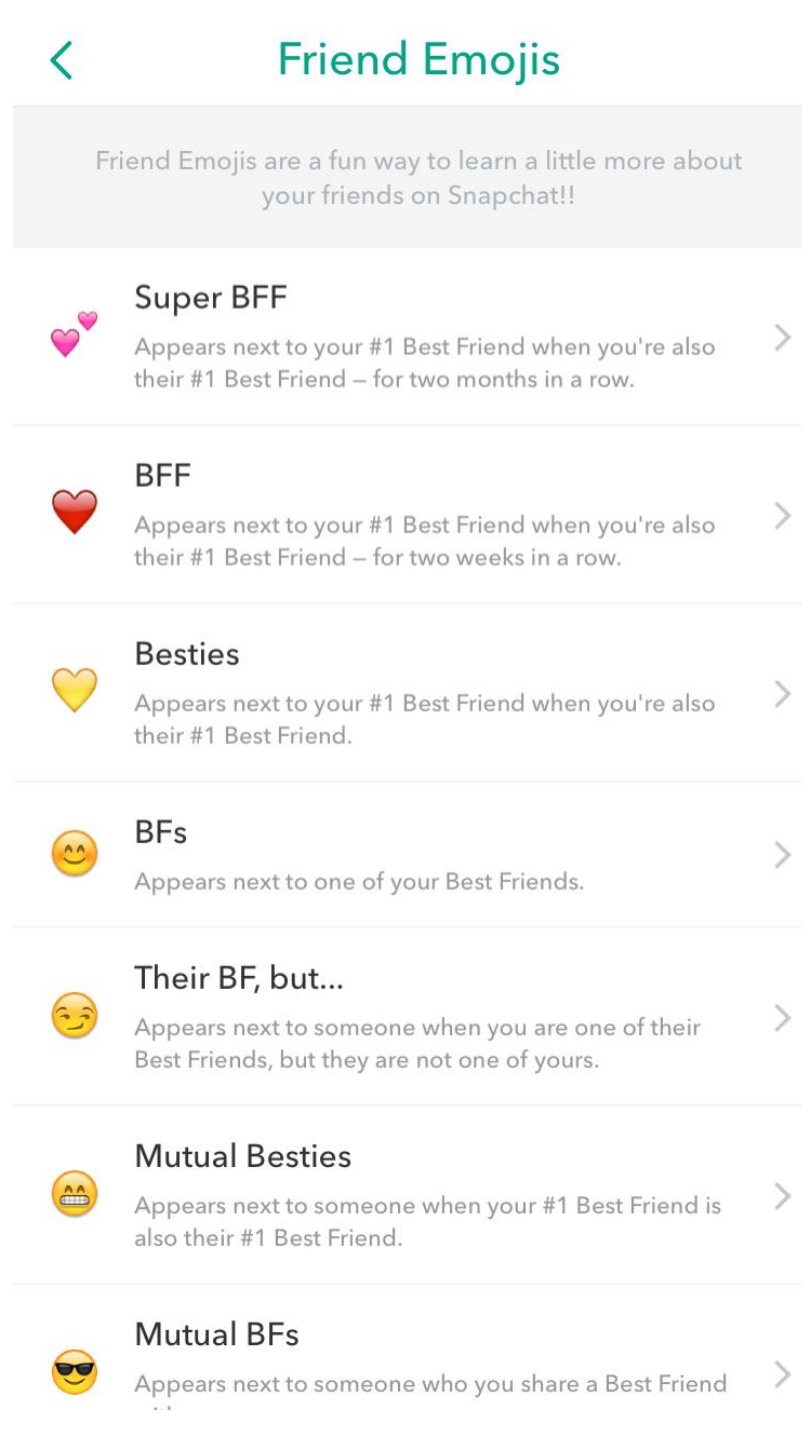 Friend Emojis
Friend Emojis are a fun way to learn a little more about
your friends on Snapchat!!
Super BFF
Appears next to your #1 Best Friend when you're also
their #1 Best Friend – for two months in a row.
BFF
Appears next to your #1 Best Friend when you're also
their #1 Best Friend – for two weeks in a row.
Besties
Appears next to your #1 Best Friend when you're also
their #1 Best Friend.
BFs
Appears next to one of your Best Friends.
Their BF, but...
Appears next to someone when you are one of their
Best Friends, but they are not one of yours.
Mutual Besties
Appears next to someone when your #1 Best Friend is
also their #1 Best Friend.
Mutual BFs
Appears next to someone who you share a Best Friend